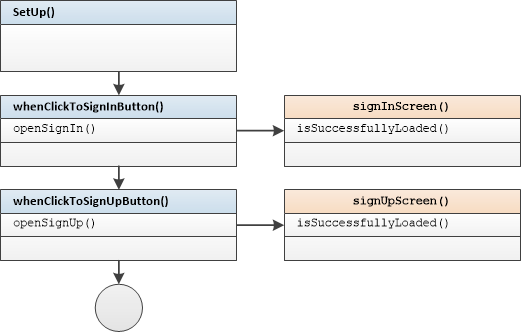 SetUp()
whenClickToSignInButton()
openSignIn()
signInScreen()
isSuccessfullyLoaded()
whenClickToSignUpButton()
openSignUp()
signUpScreen()
isSuccessfullyLoaded()